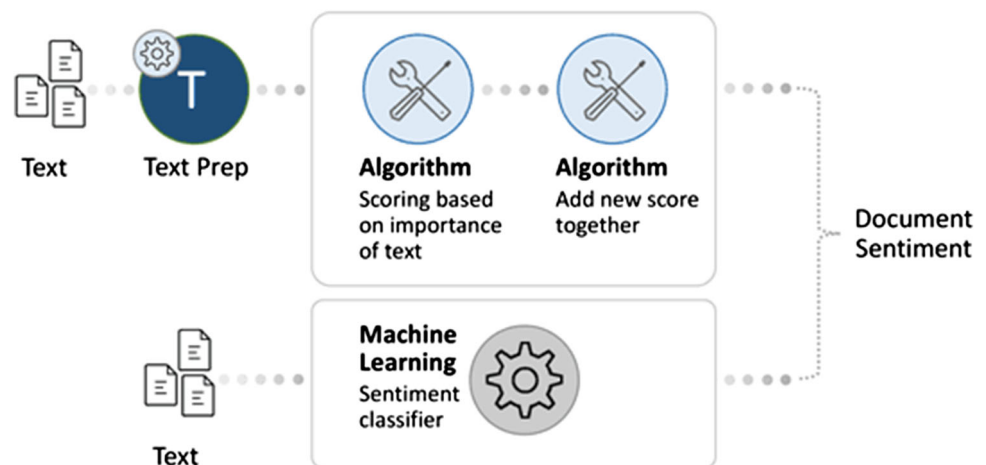 T
Text
Text Prep
Algorithm
Scoring based
on importance
of text
Algorithm
Add new score
together
Document
Sentiment
Machine
Learning
Sentiment
classifier
Text